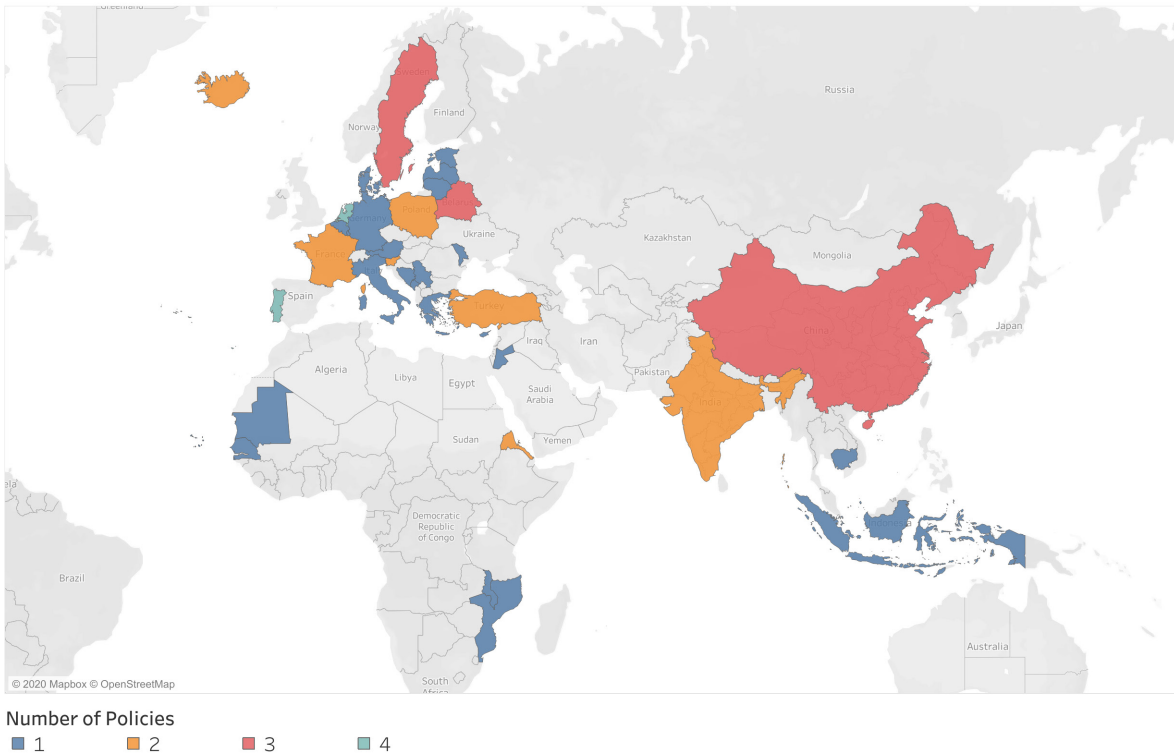 Greenland
Sweden
Russia
Finland
Norway
Poland
Germany
Ukraine
France
Kazakhstan
Mongolia
Spain
Turkey
Japan
China
Iraq
Iran
Algeria
Libya
Egypt
Pakistan
Saudi
Arabia
India
Sudan
Yemen
Democratic
Republic
of Congo
Indonesia
Brazil
Australia
South
Africa
© 2020 Mapbox © OpenStreetMap
Number of Policies
1 2 3 4